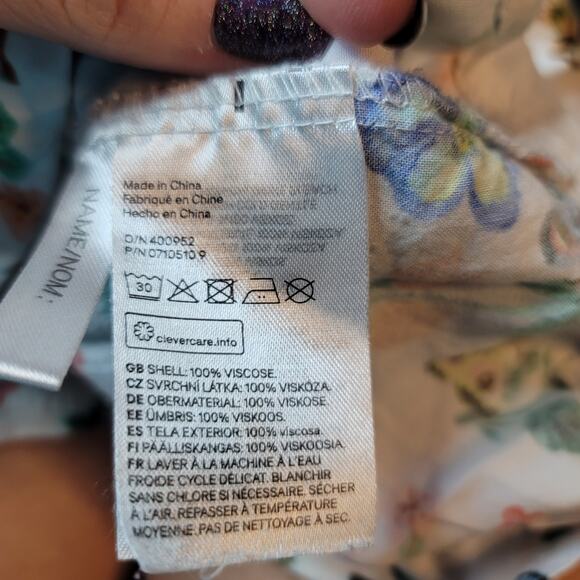 Made in China
Fabriqué en Chine
Hecho en China
O/N 400952
P/N 0710510 9
NAME/NOM:
30
clevercare.info
GB SHELL: 100% VISCOSE.
CZ SVRCHNÍ LÁTKA: 100% VISKÓZA.
DE OBERMATERIAL: 100% VISKOSE.
EE ÜMBRIS: 100% VISKOOS.
ES TELA EXTERIOR: 100% viscosa.
FI PÄÄLLISKANGAS: 100% VISKOOSIA.
FR LAVER À LA MACHINE À L'EAU
FROIDE CYCLE DÉLICAT. BLANCHIR
SANS CHLORE SI NÉCESSAIRE. SÉCHER
À L'AIR. REPASSER À TEMPÉRATURE
MOYENNE. PAS DE NETTOYAGE À SEC.